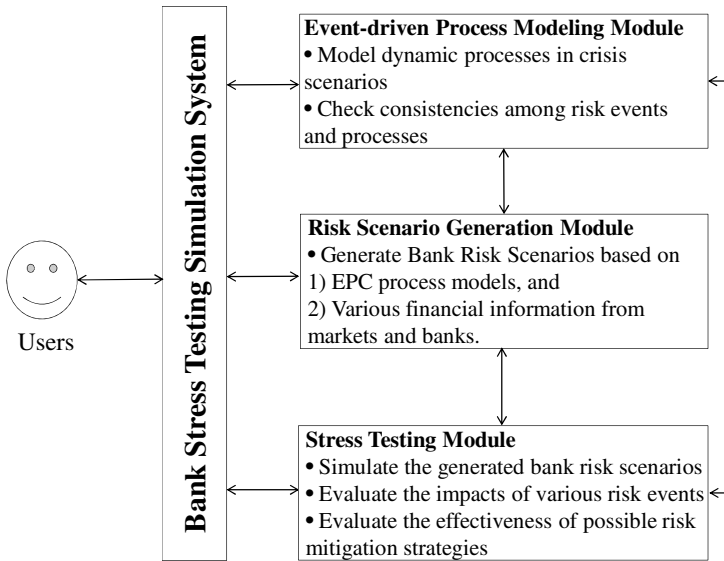 Event-driven Process Modeling Module
• Model dynamic processes in crisis
scenarios
• Check consistencies among risk events
and processes
Bank Stress Testing Simulation System
Risk Scenario Generation Module
• Generate Bank Risk Scenarios based on
1) EPC process models, and
2) Various financial information from
markets and banks.
Users
Stress Testing Module
• Simulate the generated bank risk scenarios
• Evaluate the impacts of various risk events
• Evaluate the effectiveness of possible risk
mitigation strategies